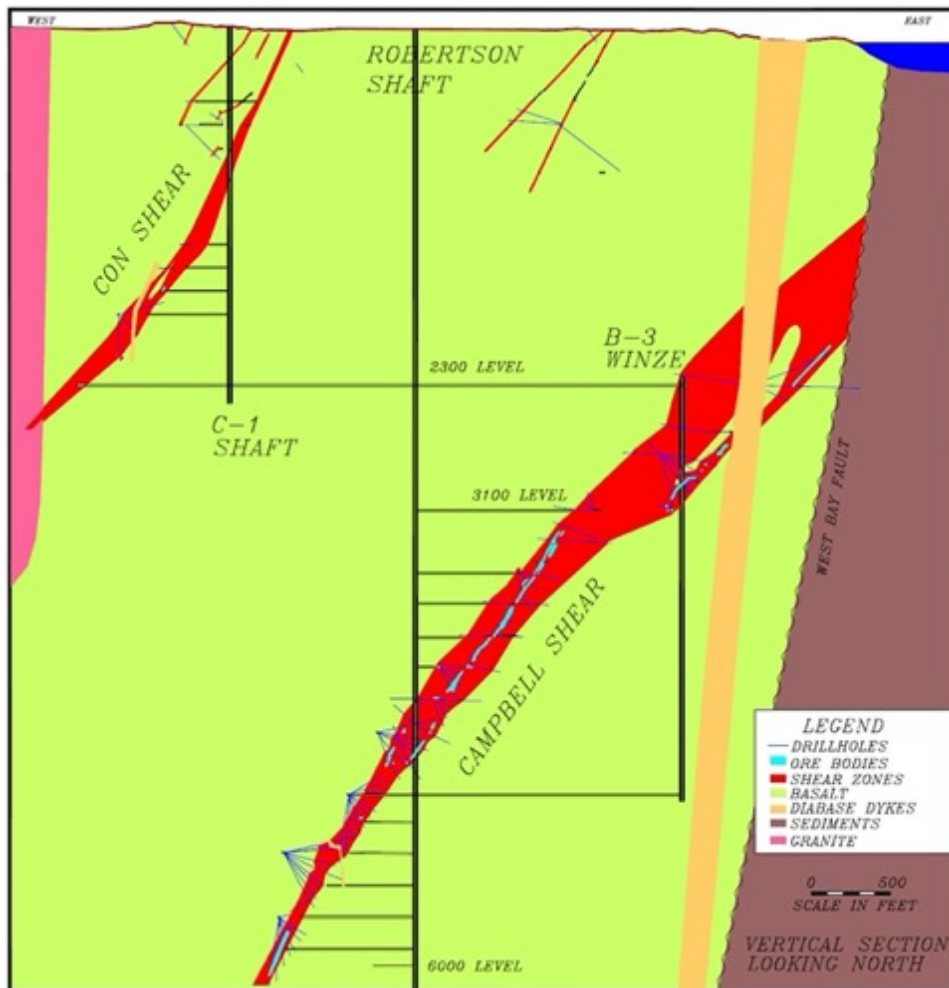 WEST
EAST
ROBERTSON
SHAFT
CON SHEAR
B-3
WINZE
2300 LEVEL
C-1
SHAFT
3100 LEVEL
WEST BAY FAULT
CAMPBELL SHEAR
LEGEND
DRILLHOLES
ORE BODIES
SHEAR ZONES
BASALT
DIABASE DYKES
SEDIMENTS
GRANITE
0 500
SCALE IN FEET
VERTICAL SECTION
LOOKING NORTH
6000 LEVEL